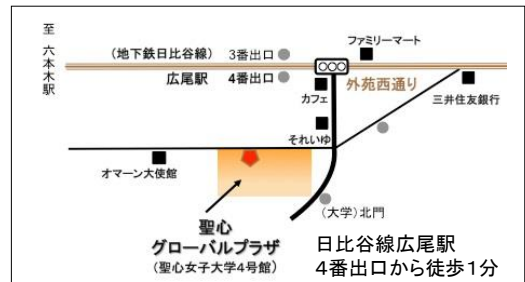 至 六本木駅
ファミリーマート
(地下鉄日比谷線) 3番出口
広尾駅 4番出口
外苑西通り
カフェ
三井住友銀行
それいゆ
オマーン大使館
(大学)北門
聖心
グローバルプラザ
(聖心女子大学4号館)
日比谷線広尾駅
4番出口から徒歩1分